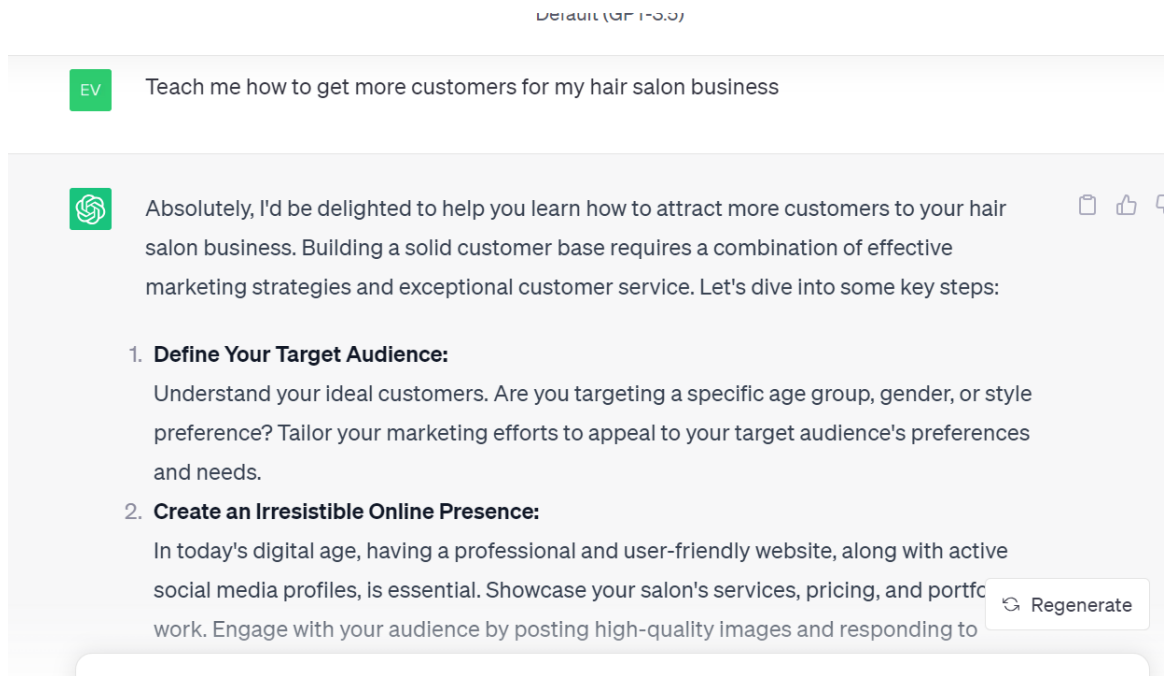 Default (GPT-3.5)
EV
Teach me how to get more customers for my hair salon business
Absolutely, I'd be delighted to help you learn how to attract more customers to your hair
salon business. Building a solid customer base requires a combination of effective
marketing strategies and exceptional customer service. Let's dive into some key steps:
1. Define Your Target Audience:
Understand your ideal customers. Are you targeting a specific age group, gender, or style
preference? Tailor your marketing efforts to appeal to your target audience's preferences
and needs.
2. Create an Irresistible Online Presence:
In today's digital age, having a professional and user-friendly website, along with active
social media profiles, is essential. Showcase your salon's services, pricing, and portfo
Regenerate
work. Engage with your audience by posting high-quality images and responding to